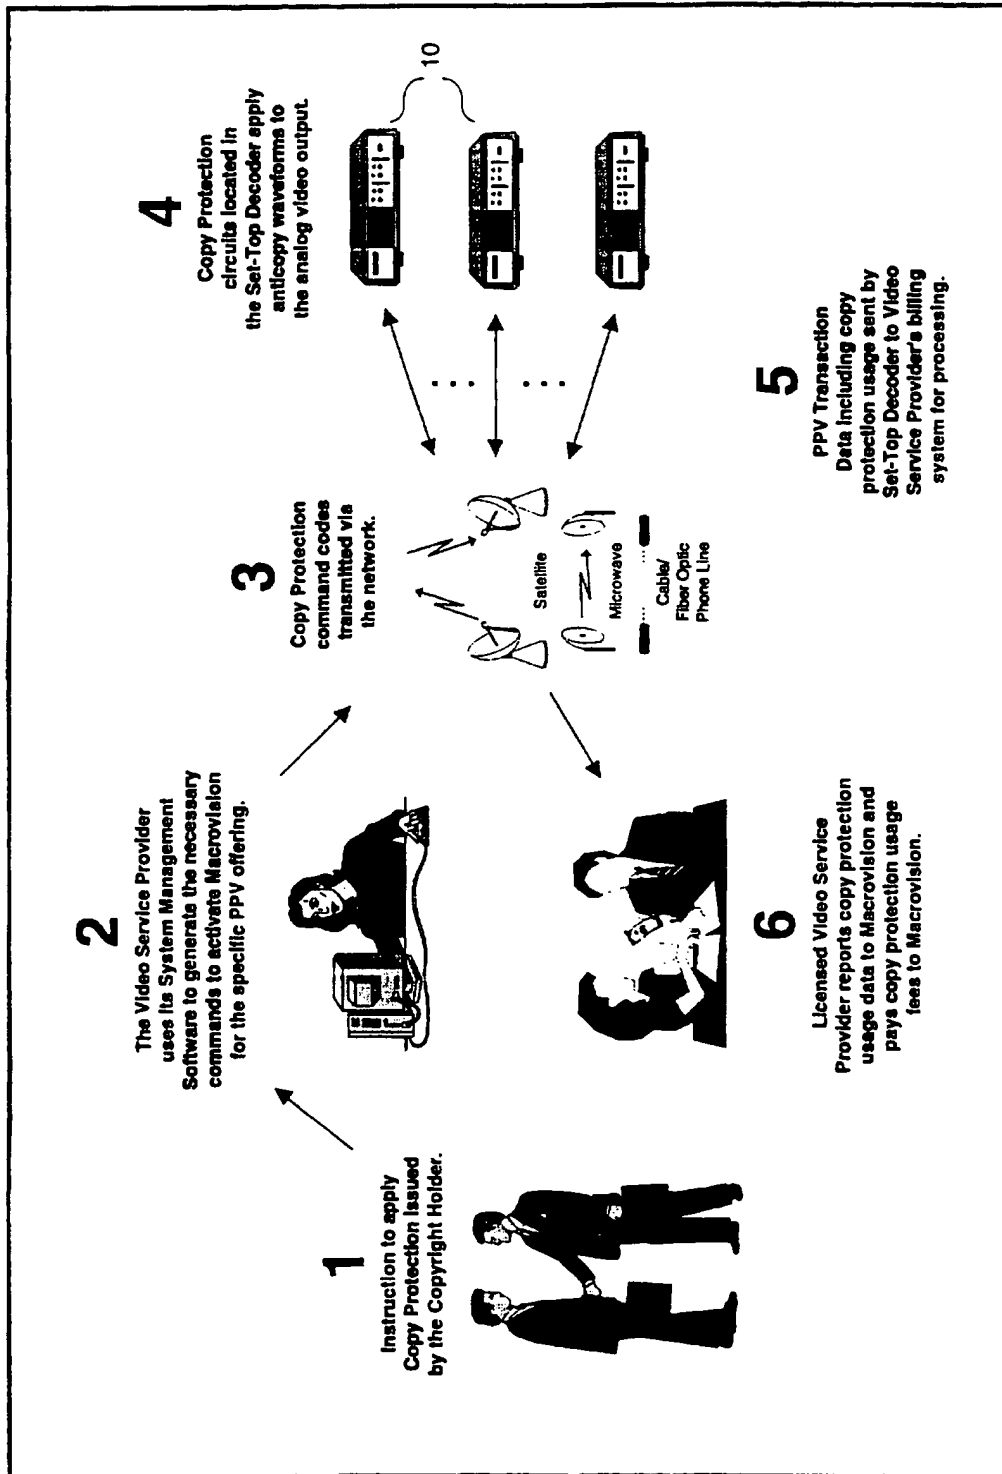 1
Instruction to apply
Copy Protection Issued
by the Copyright Holder.
2
The Video Service Provider
uses its System Management
Software to generate the necessary
commands to activate Macrovision
for the specific PPV offering.
3
Copy Protection
command codes
transmitted via
the network.
Satellite
Microwave
Cable/
Fiber Optic
Phone Line
4
Copy Protection
circuits located in
the Set-Top Decoder apply
anticopy waveforms to
the analog video output.
10
5
PPV Transaction
Data including copy
protection usage sent by
Set-Top Decoder to Video
Service Provider's billing
system for processing.
6
Licensed Video Service
Provider reports copy protection
usage data to Macrovision and
pays copy protection usage
fees to Macrovision.